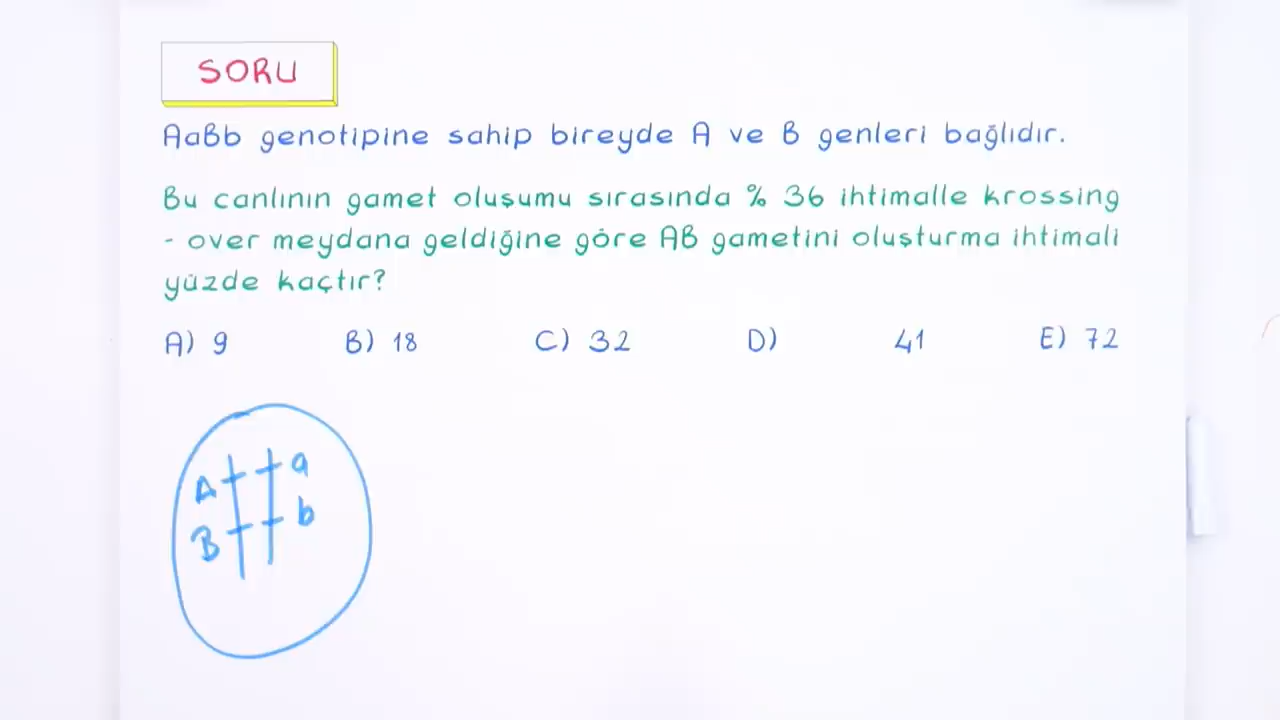 SORU
AaBb genotipine sahip bireyde A ve B genleri bağlıdır.
Bu canlının gamet oluşumu sırasında % 36 ihtimalle krossing
- over meydana geldiğine göre AB gametini oluşturma ihtimali
yüzde kaçtır?
A) 9 B) 18 C) 32 D) 41 E) 72
A a
B b